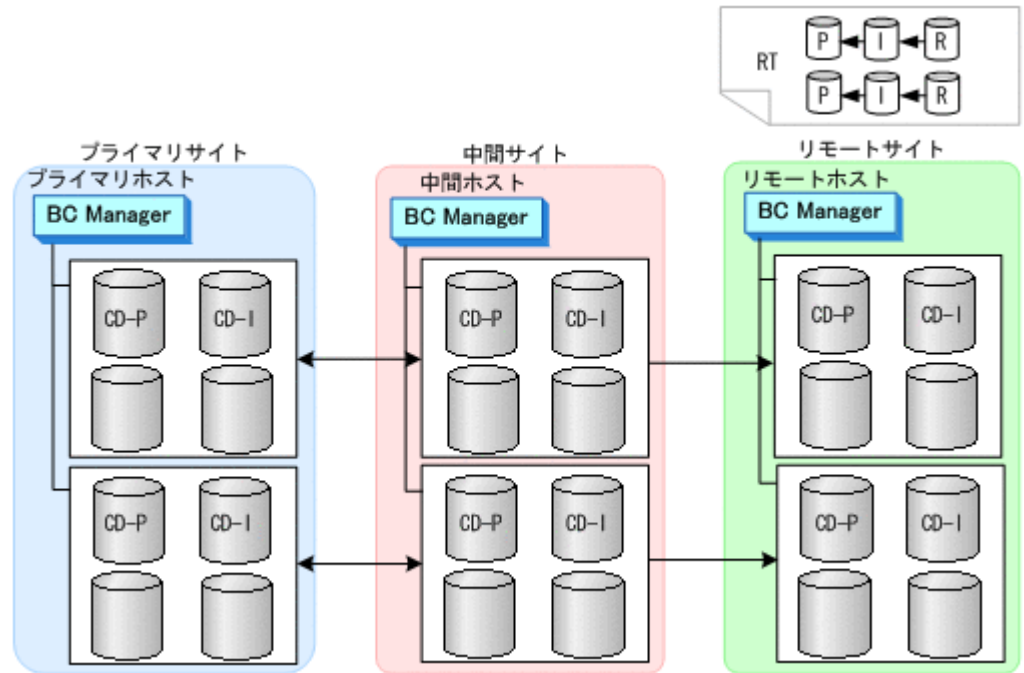 RT
P I R
P I R
プライマリサイト
プライマリホスト
BC Manager
CD-P CD-I
CD-P CD-I
中間サイト
中間ホスト
BC Manager
CD-P CD-I
CD-P CD-I
リモートサイト
リモートホスト
BC Manager
CD-P CD-I
CD-P CD-I